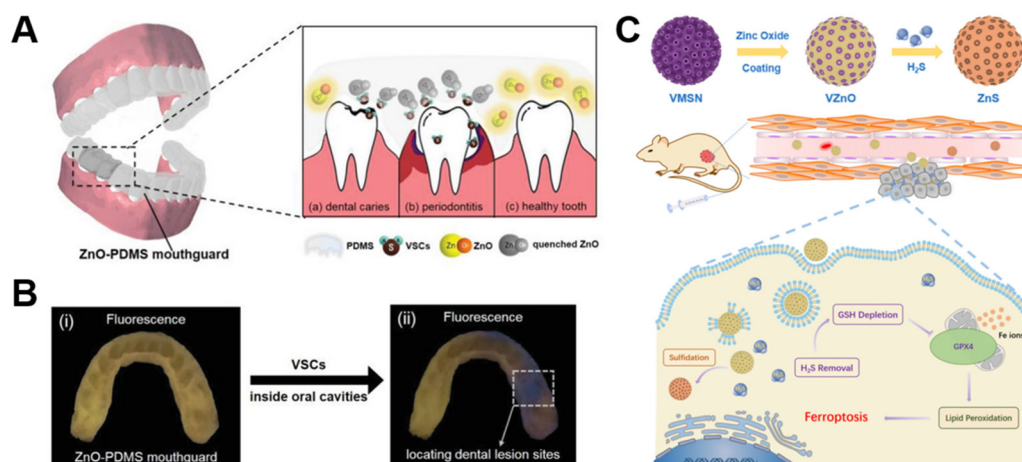 A
(a) dental caries
(b) periodontitis
(c) healthy tooth
ZnO-PDMS mouthguard
PDMS
S
VSCs
Zn
O
ZnO
Zn
O
quenched ZnO
B
(i)
Fluorescence
ZnO-PDMS mouthguard
VSCs
inside oral cavities
(ii)
Fluorescence
locating dental lesion sites
C
Zinc Oxide
Coating
H2S
VMSN
VZnO
ZnS
GSH Depletion
Fe ions
GPX4
Sulfidation
H2S Removal
Ferroptosis
Lipid Peroxidation